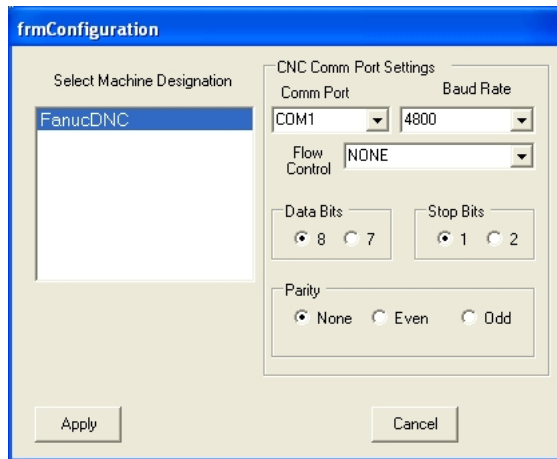 frmConfiguration
Select Machine Designation
FanucDNC
CNC Comm Port Settings
Comm Port
Baud Rate
COM1
4800
Flow
Control
NONE
Data Bits
8 7
Stop Bits
1 2
Parity
None Even Odd
Apply
Cancel